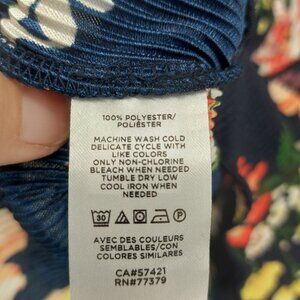 100% POLYESTER/
POLIÉSTER
MACHINE WASH COLD
DELICATE CYCLE WITH
LIKE COLORS
ONLY NON-CHLORINE
BLEACH WHEN NEEDED
TUMBLE DRY LOW
COOL IRON WHEN
NEEDED
30
AVEC DES COULEURS
SEMBLABLES/CON
COLORES SIMILARES
CA#57421
RN#77379